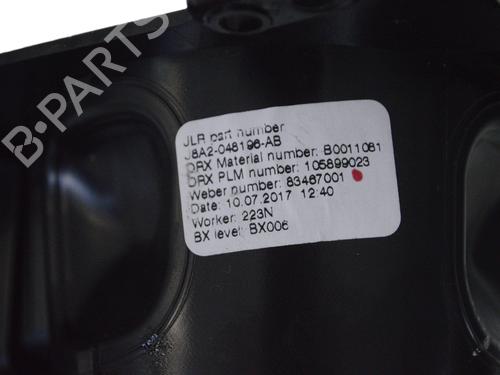 B-PARTS
JLR part number
J8A2-048196-AB
DRX Material number: B0011081
DRX PLM number: 105899023
Weber number: 83467001
Date: 10.07.2017 12:40
Worker: 223N
BX level: BX006